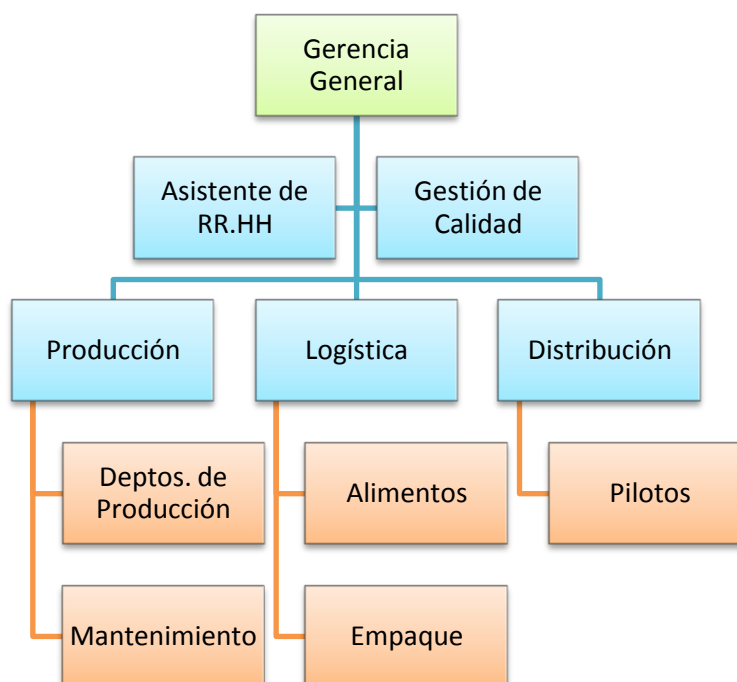 Gerencia
General
Asistente de
RR.HH
Gestión de
Calidad
Producción
Logística
Distribución
Deptos. de
Producción
Alimentos
Pilotos
Mantenimiento
Empaque